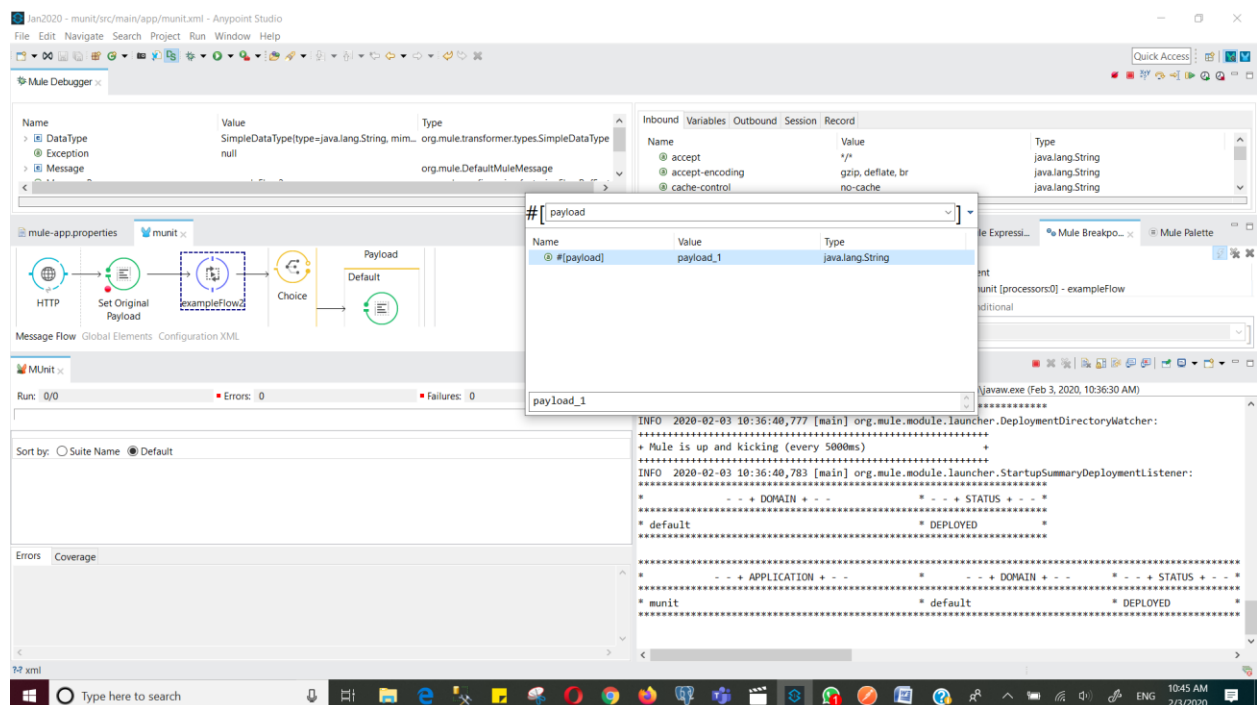 Jan2020 - munit/src/main/app/munit.xml - Anypoint Studio
File Edit Navigate Search Project Run Window Help
Quick Access
Mule Debugger
Name Value Type
DataType SimpleDataType{type=java.lang.String, mim... org.mule.transformer.types.SimpleDataType
Exception null
Message org.mule.DefaultMuleMessage
Inbound Variables Outbound Session Record
Name Value Type
accept */* java.lang.String
accept-encoding gzip, deflate, br java.lang.String
cache-control no-cache java.lang.String
#[ payload ]
Name Value Type
#[payload] payload_1 java.lang.String
payload_1
mule-app.properties munit
Payload
Default
HTTP Set Original Payload exampleFlow2 Choice
Message Flow Global Elements Configuration XML
le Expressi... Mule Breakpo... Mule Palette
ent
unit [processors:0] - exampleFlow
ditional
MUnit
Run: 0/0 Errors: 0 Failures: 0
Sort by: Suite Name Default
Errors Coverage
\javaw.exe (Feb 3, 2020, 10:36:30 AM)
*************
INFO 2020-02-03 10:36:40,777 [main] org.mule.module.launcher.DeploymentDirectoryWatcher:
++++++++++++++++++++++++++++++++++++++++++++++++++++++++++++
+ Mule is up and kicking (every 5000ms) +
++++++++++++++++++++++++++++++++++++++++++++++++++++++++++++
INFO 2020-02-03 10:36:40,783 [main] org.mule.module.launcher.StartupSummaryDeploymentListener:
**********************************************************************
* - - + DOMAIN + - - * - - + STATUS + - - *
**********************************************************************
* default * DEPLOYED *
**********************************************************************
*******************************************************************************************************
* - - + APPLICATION + - - * - - + DOMAIN + - - * - - + STATUS + - - *
*******************************************************************************************************
* munit * default * DEPLOYED *
*******************************************************************************************************
xml
Type here to search
ENG
10:45 AM
2/3/2020